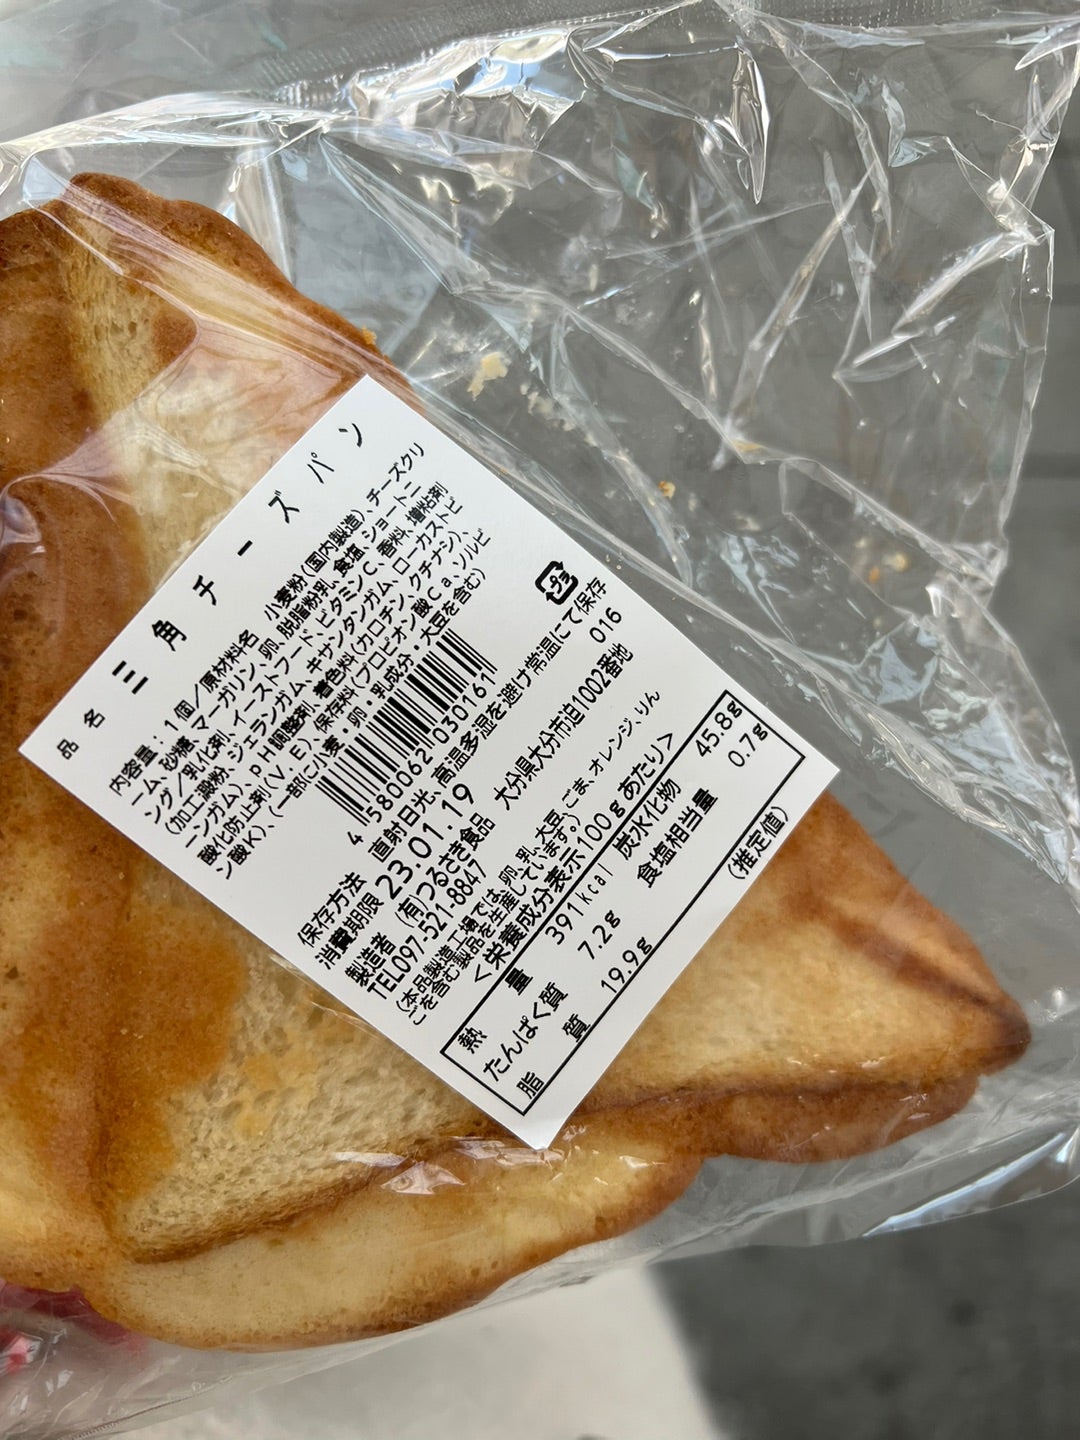 品名 三角チーズパン
内容量：1個/原材料名 小麦粉(国内製造)、チーズクリ
ーム、砂糖、マーガリン、卵、脱脂粉乳、食塩、ショートニ
ング/乳化剤、イーストフード、ビタミンC、香料、増粘剤
(加工澱粉、ジェランガム、キサンタンガム、ローカストビ
ーンガム)、pH調整剤、着色料(カロチン、クチナシ)、
酸化防止剤(V.E)、保存料(プロピオン酸Ca、ソルビ
ン酸K)、(一部に小麦・卵・乳成分・大豆を含む)
4 580062 030161
プラ
保存方法 直射日光、高温多湿を避け常温にて保存
消費期限 23.01.19 016
製造者 (有)つるさき食品 大分県大分市迫1002番地
TEL097-521-8847
(本品製造工場では、卵、乳、大豆、ごま、オレンジ、りん
ごを含む製品を生産しています。)
<栄養成分表示100gあたり>
熱量 391kcal 炭水化物 45.8g
たんぱく質 7.2g 食塩相当量 0.7g
脂質 19.9g
(推定値)